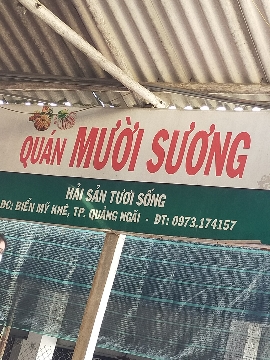 QUÁN MƯỜI SƯƠNG
HẢI SẢN TƯƠI SỐNG
ĐC: BIỂN MỸ KHÊ, TP. QUẢNG NGÃI - ĐT: 0973.174157